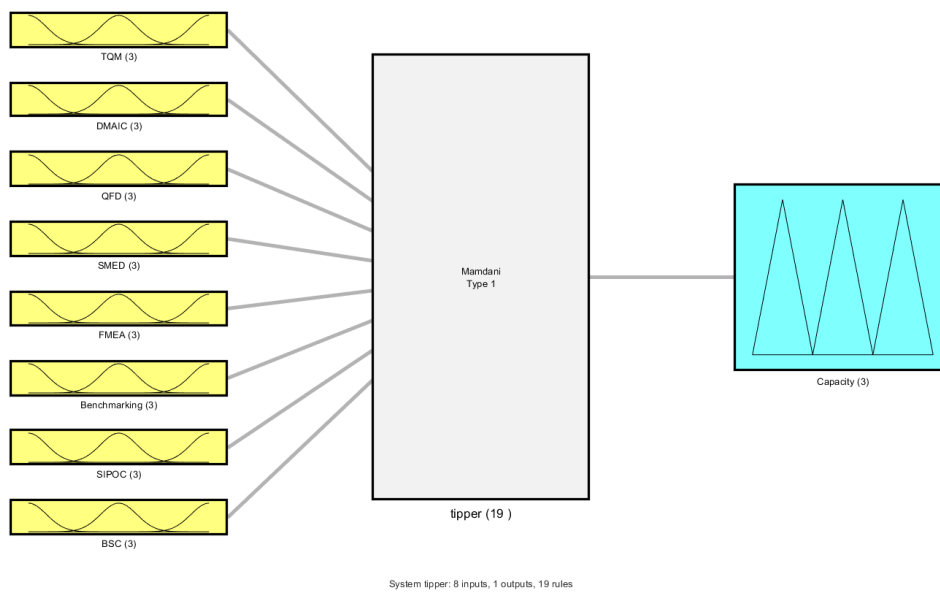 TQM (3)
DMAIC (3)
QFD (3)
SMED (3)
FMEA (3)
Benchmarking (3)
SIPOC (3)
BSC (3)
Mamdani
Type 1
tipper (19 )
Capacity (3)
System tipper: 8 inputs, 1 outputs, 19 rules